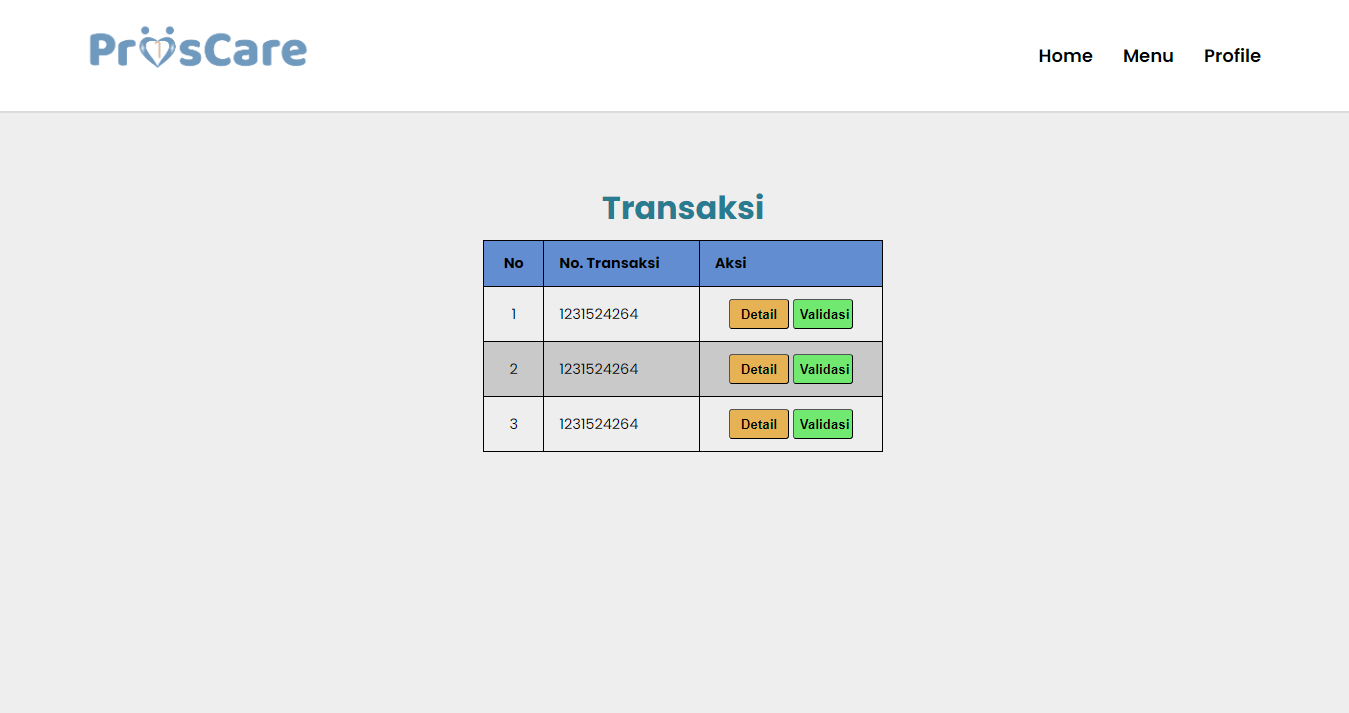 PriisCare
Home Menu Profile
Transaksi
No No. Transaksi Aksi
1 1231524264 Detail Validasi
2 1231524264 Detail Validasi
3 1231524264 Detail Validasi